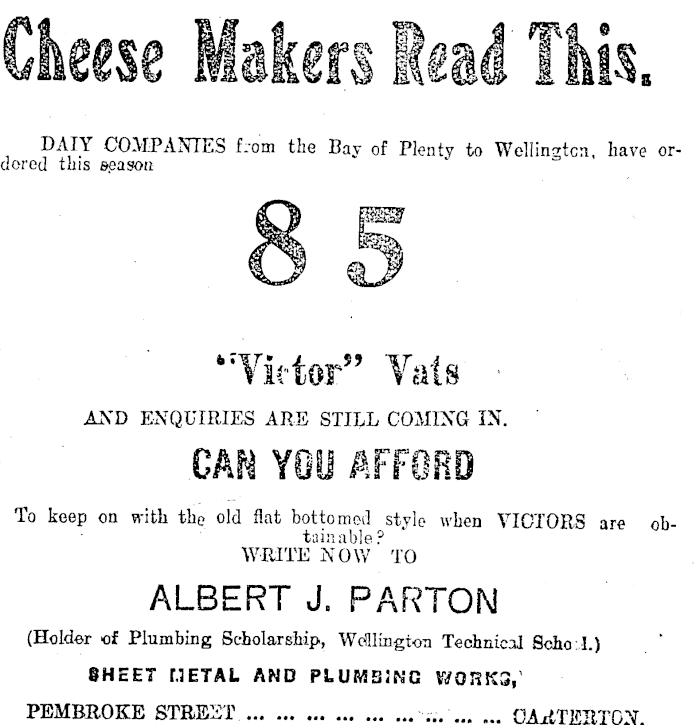 Cheese Makers Read This.
DAIY COMPANIES from the Bay of Plenty to Wellington, have or-
dered this season
8 5
"Victor" Vats
AND ENQUIRIES ARE STILL COMING IN.
CAN YOU AFFORD
To keep on with the old flat bottomed style when VICTORS are ob-
tainable?
WRITE NOW TO
ALBERT J. PARTON
(Holder of Plumbing Scholarship, Wellington Technical School.)
SHEET METAL AND PLUMBING WORKS,
PEMBROKE STREET ... ... ... ... ... ... ... ... ... CARTERTON.